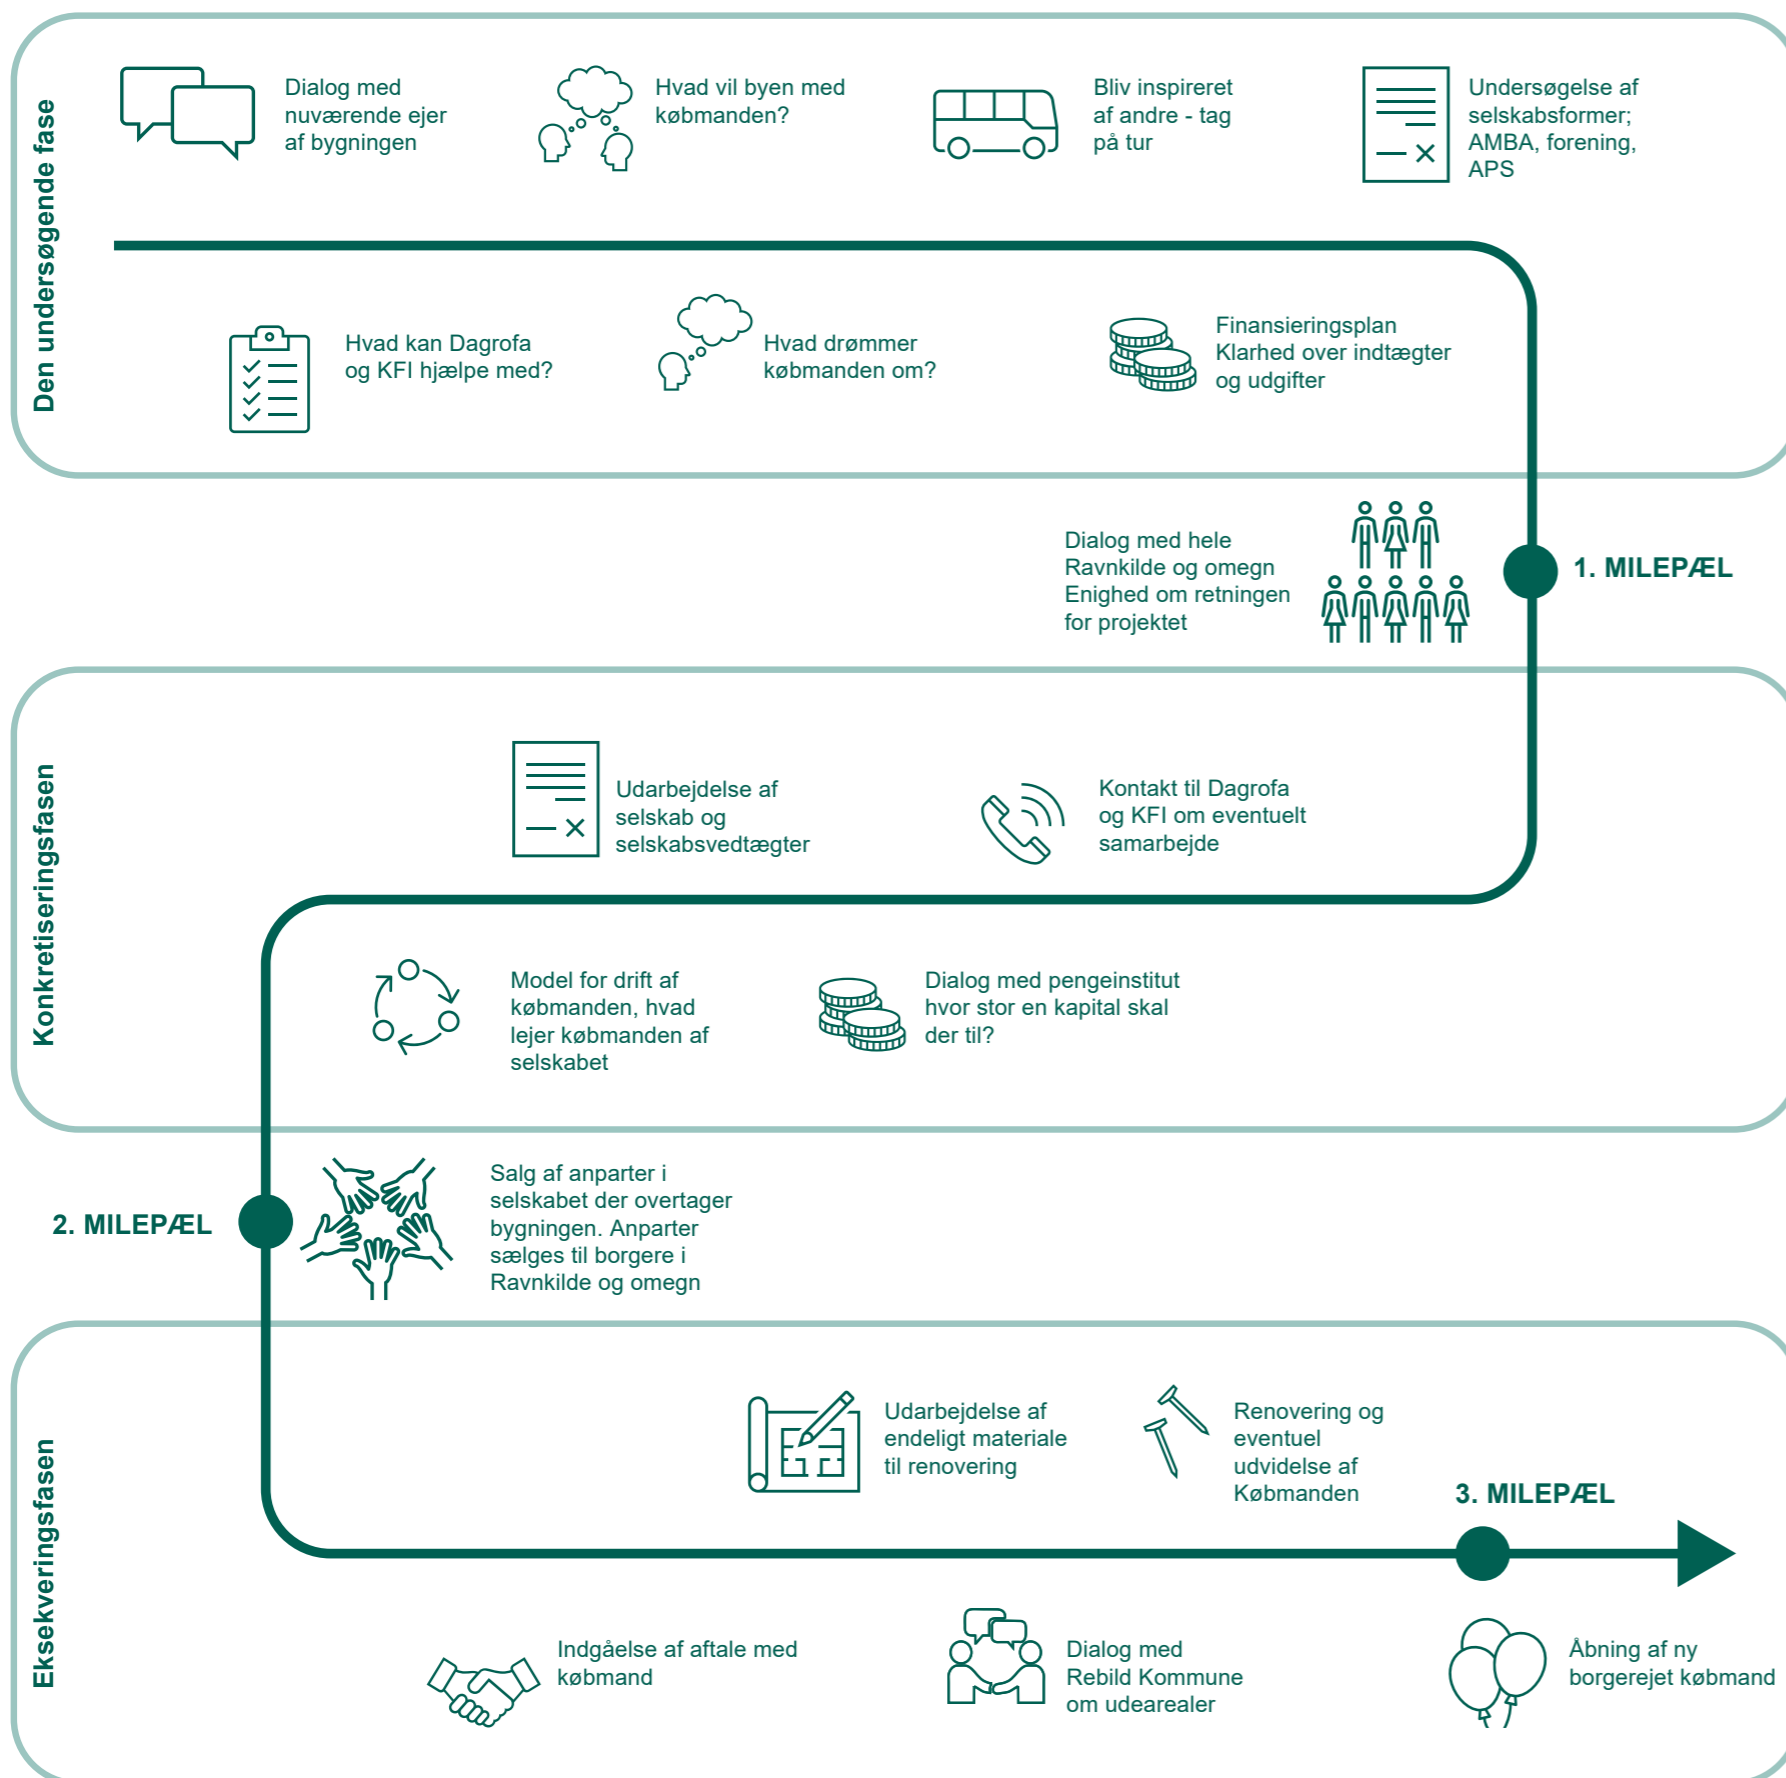 Den undersøgende fase
Dialog med
nuværende ejer
af bygningen
Hvad vil byen med
købmanden?
Bliv inspireret
af andre - tag
på tur
Undersøgelse af
selskabsformer;
AMBA, forening,
APS
Hvad kan Dagrofa
og KFI hjælpe med?
Hvad drømmer
købmanden om?
Finansieringsplan
Klarhed over indtægter
og udgifter
Dialog med hele
Ravnkilde og omegn
Enighed om retningen
for projektet
1. MILEPÆL
Konkretiseringsfasen
Udarbejdelse af
selskab og
selskabsvedtægter
Kontakt til Dagrofa
og KFI om eventuelt
samarbejde
Model for drift af
købmanden, hvad
lejer købmanden af
selskabet
Dialog med pengeinstitut
hvor stor en kapital skal
der til?
2. MILEPÆL
Salg af anparter i
selskabet der overtager
bygningen. Anparter
sælges til borgere i
Ravnkilde og omegn
Eksekveringsfasen
Udarbejdelse af
endeligt materiale
til renovering
Renovering og
eventuel
udvidelse af
Købmanden
3. MILEPÆL
Indgåelse af aftale med
købmand
Dialog med
Rebild Kommune
om udearealer
Åbning af ny
borgerejet købmand